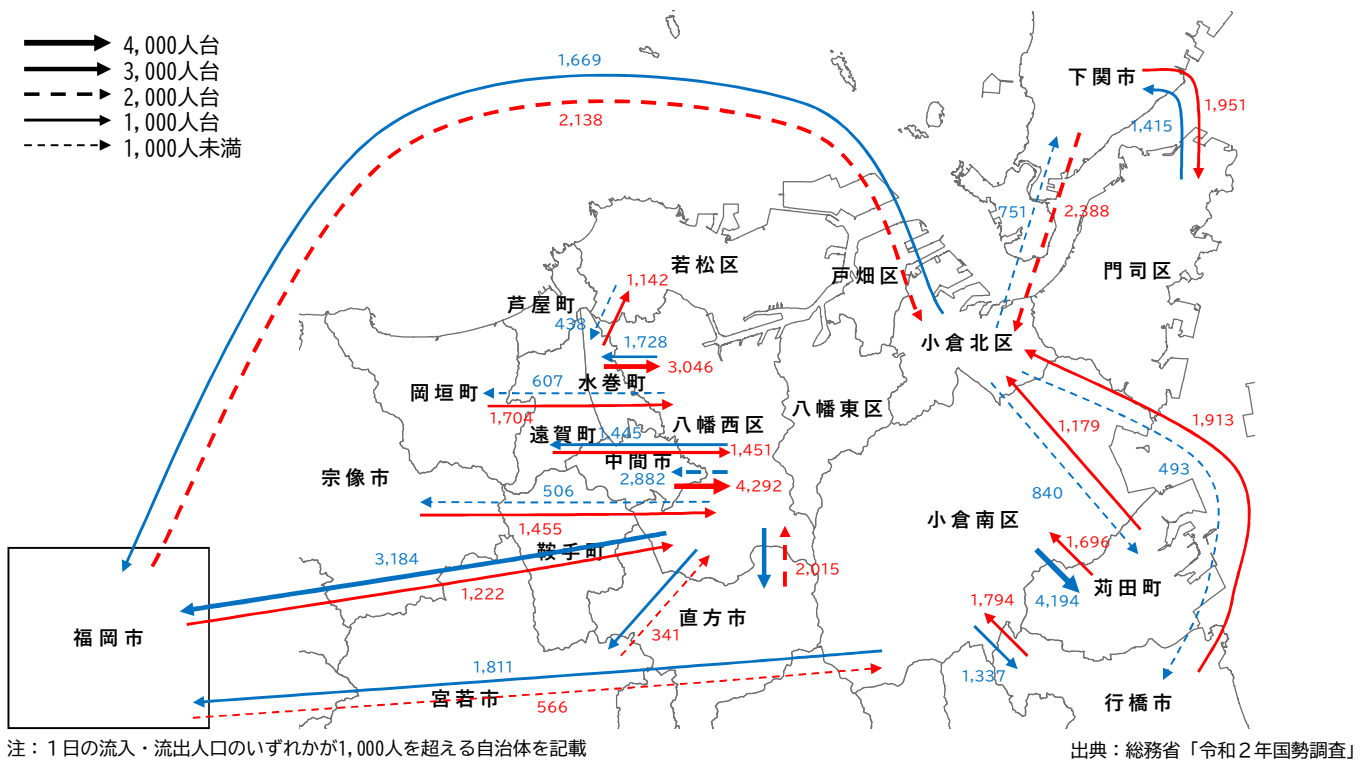 4,000人台
3,000人台
2,000人台
1,000人台
1,000人未満
1,669
2,138
下関市
1,951
1,415
751
2,388
門司区
若松区
戸畑区
1,142
芦屋町
438
小倉北区
1,728
3,046
607
水巻町
岡垣町
1,704
八幡西区
八幡東区
1,179
1,913
遠賀町
1,445
1,451
中間市
2,882
4,292
宗像市
506
493
840
1,455
小倉南区
鞍手町
3,184
1,696
2,015
1,222
4,194
苅田町
1,794
福岡市
直方市
341
1,811
1,337
宮若市
566
行橋市
注：１日の流入・流出人口のいずれかが1,000人を超える自治体を記載
出典：総務省「令和２年国勢調査」